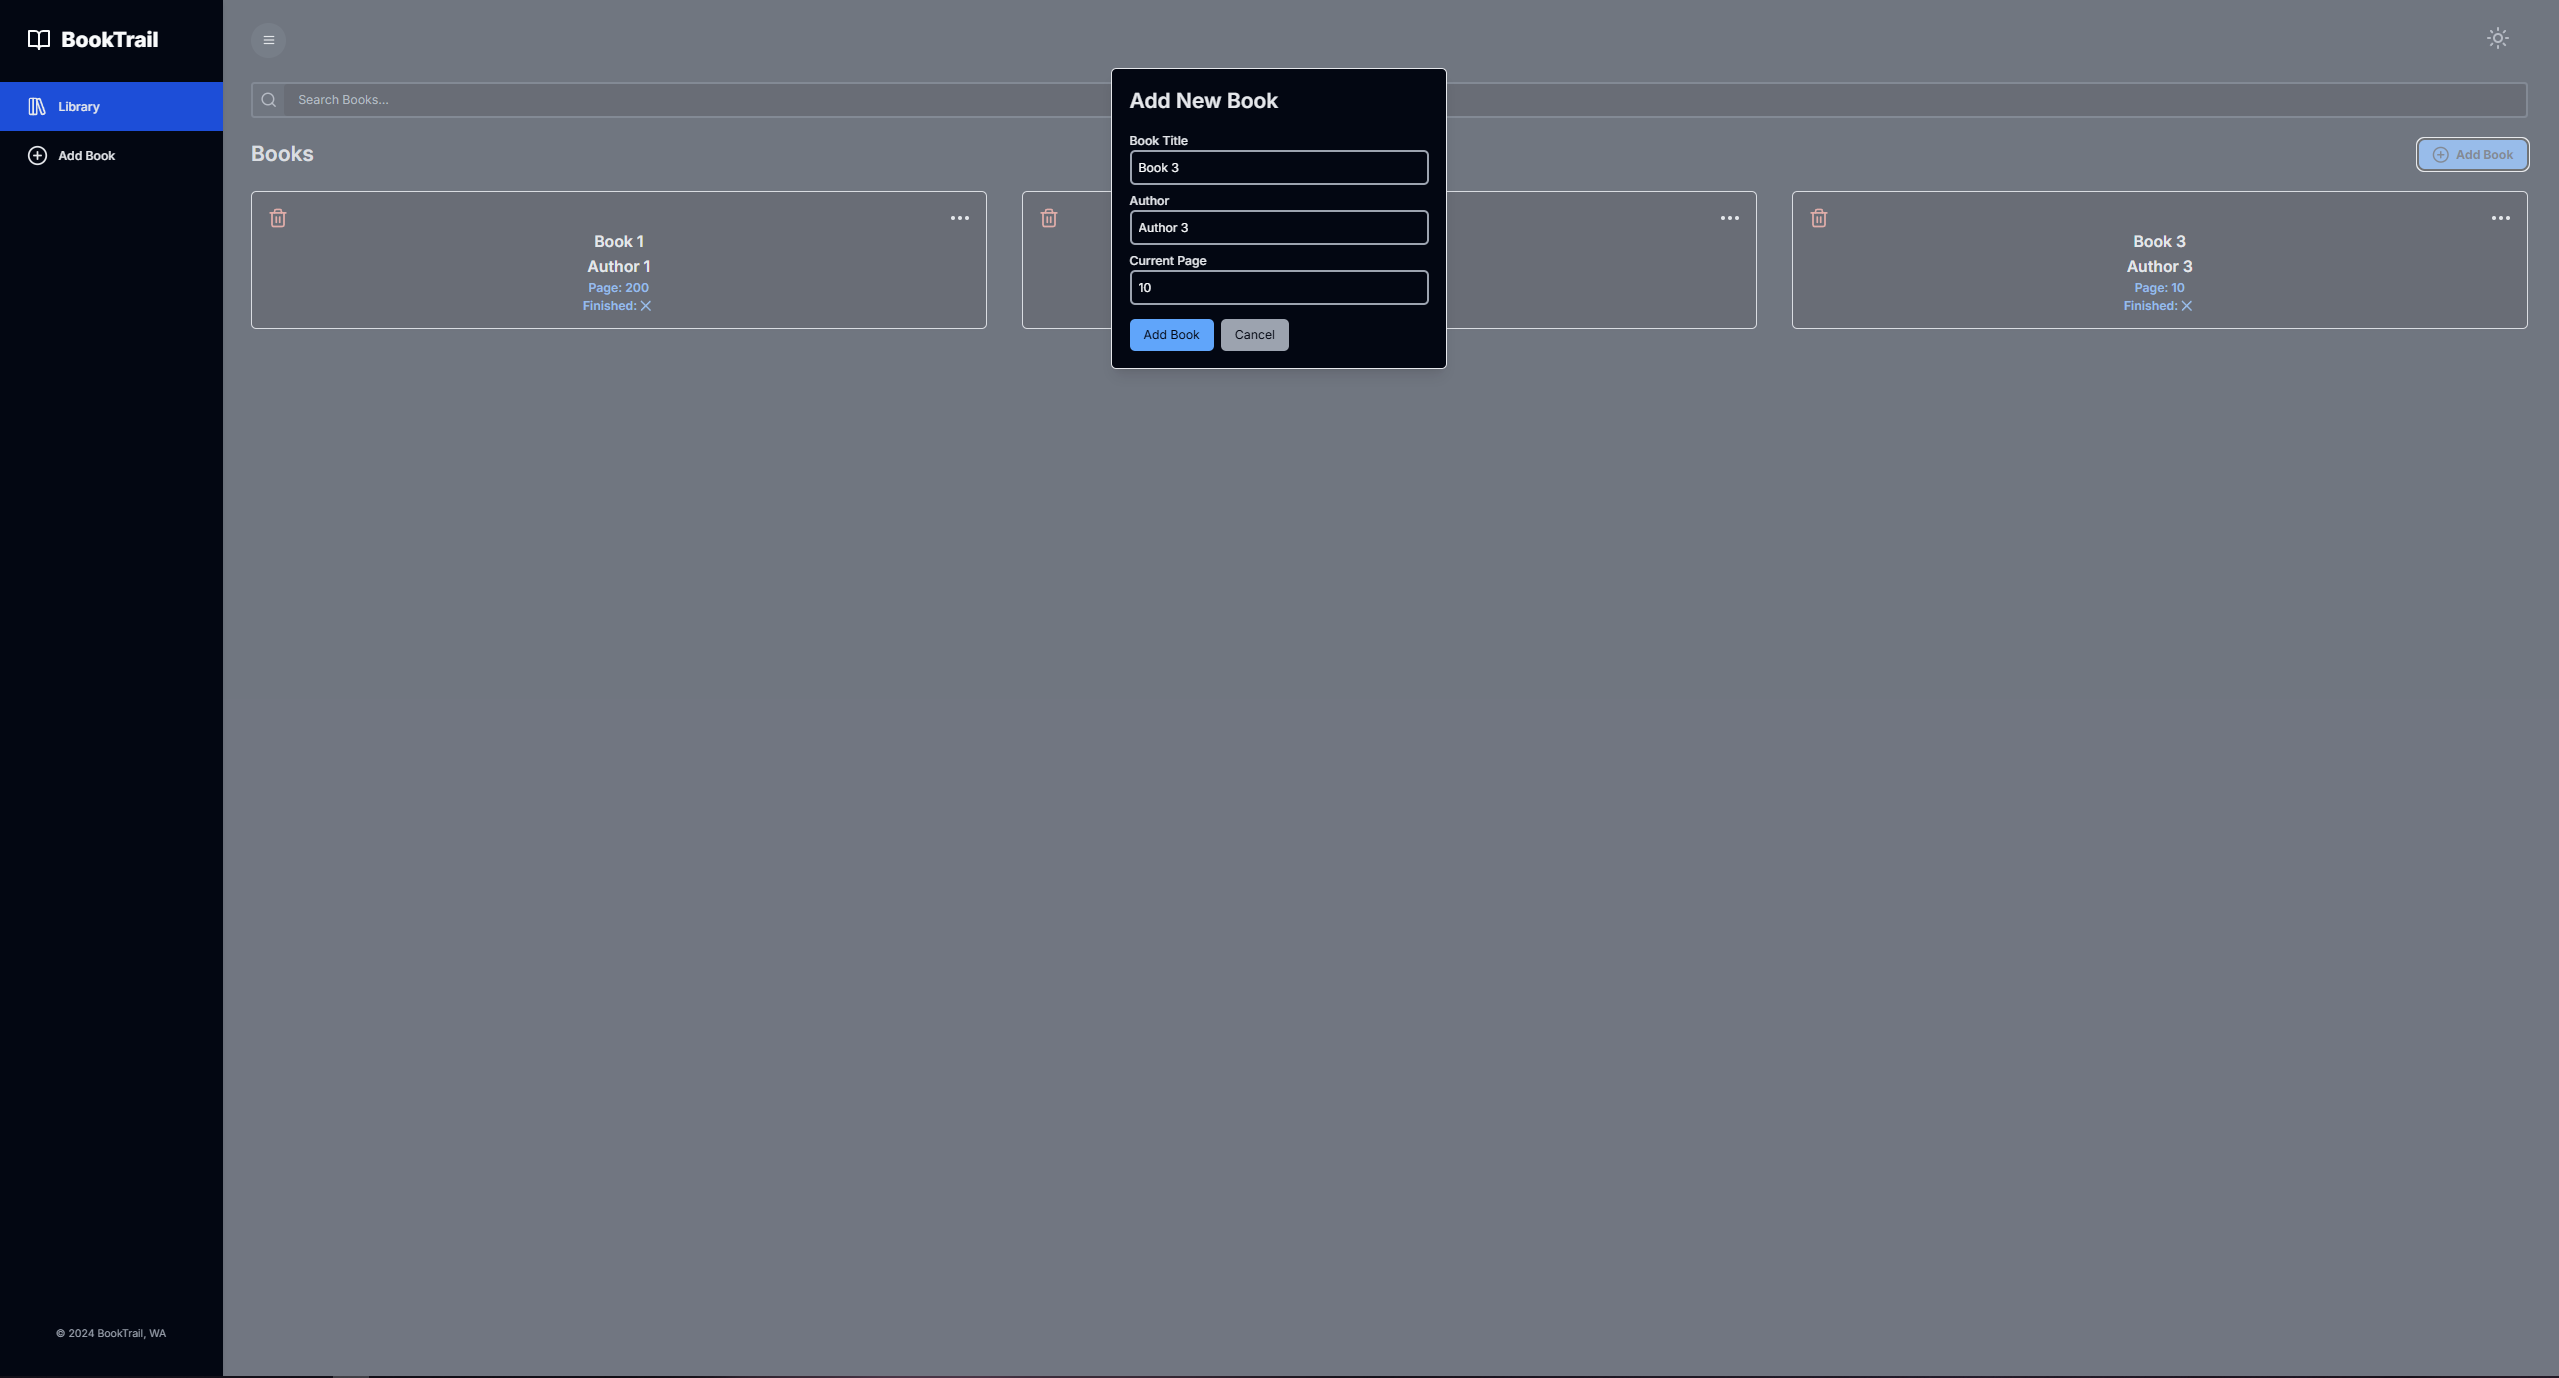 BookTrail
Library
Add Book
Search Books...
Books
Add Book
Book 1
Author 1
Page: 200
Finished:
Book 3
Author 3
Page: 10
Finished:
Add New Book
Book Title
Book 3
Author
Author 3
Current Page
10
Add Book
Cancel
© 2024 BookTrail, WA